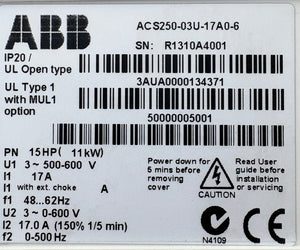 ABB
ACS250-03U-17A0-6
SN: R1310A4001
IP20 /
UL Open type
3AUA0000134371
UL Type 1
with MUL1
option
50000005001
PN 15HP( 11kW)
U1 3~ 500-600 V
I1 17A
I1 with ext. choke A
f1 48...62Hz
U2 3~ 0-600 V
I2 17.0 A (150% 1/5 min)
f2 0-500 Hz
Power down for
5 mins before
removing
cover
Read User
guide before
installation
or servicing
N4109